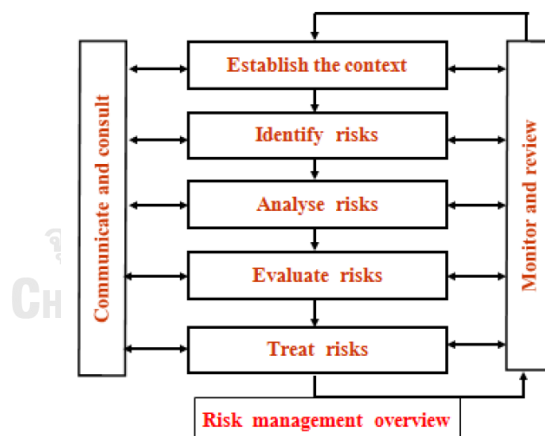 Establish the context
Identify risks
Analyse risks
Evaluate risks
Treat risks
Communicate and consult
Monitor and review
Risk management overview